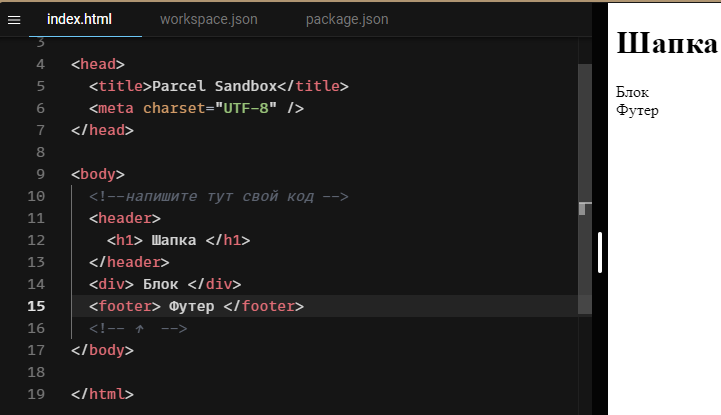 index.html workspace.json package.json
3
4 <head>
5 <title>Parcel Sandbox</title>
6 <meta charset="UTF-8" />
7 </head>
8
9 <body>
10 <!--напишите тут свой код -->
11 <header>
12 <h1> Шапка </h1>
13 </header>
14 <div> Блок </div>
15 <footer> Футер </footer>
16 <!-- ↑ -->
17 </body>
18
19 </html>
Шапка
Блок
Футер